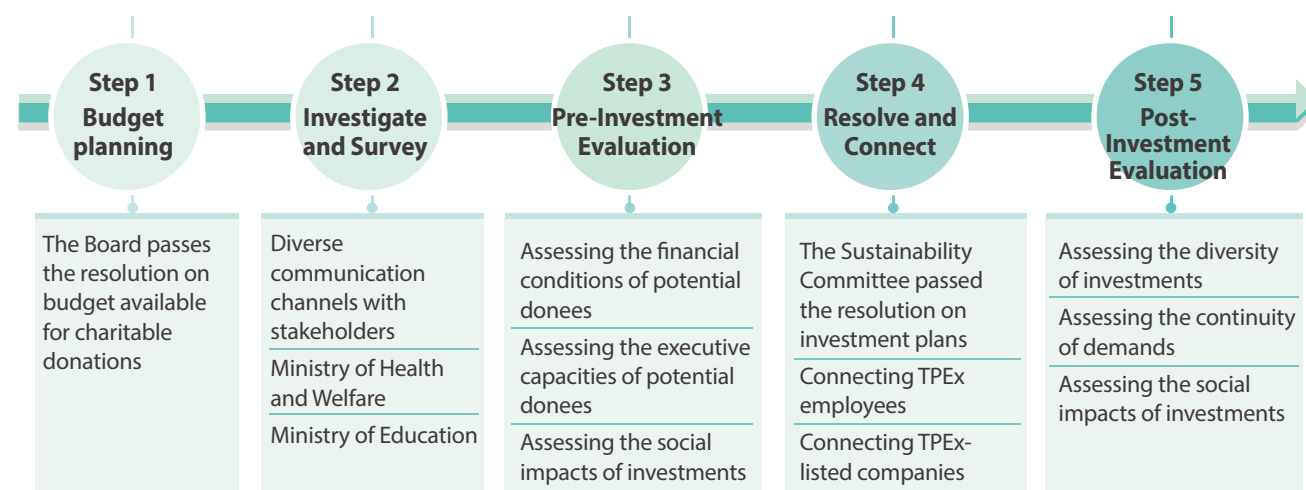 Step 1
Budget
planning
Step 2
Investigate
and Survey
Step 3
Pre-Investment
Evaluation
Step 4
Resolve and
Connect
Step 5
Post-
Investment
Evaluation
The Board passes
the resolution on
budget available
for charitable
donations
Diverse
communication
channels with
stakeholders
Ministry of Health
and Welfare
Ministry of Education
Assessing the financial
conditions of potential
donees
Assessing the executive
capacities of potential
donees
Assessing the social
impacts of investments
The Sustainability
Committee passed
the resolution on
investment plans
Connecting TPEx
employees
Connecting TPEx-
listed companies
Assessing the diversity
of investments
Assessing the continuity
of demands
Assessing the social
impacts of investments